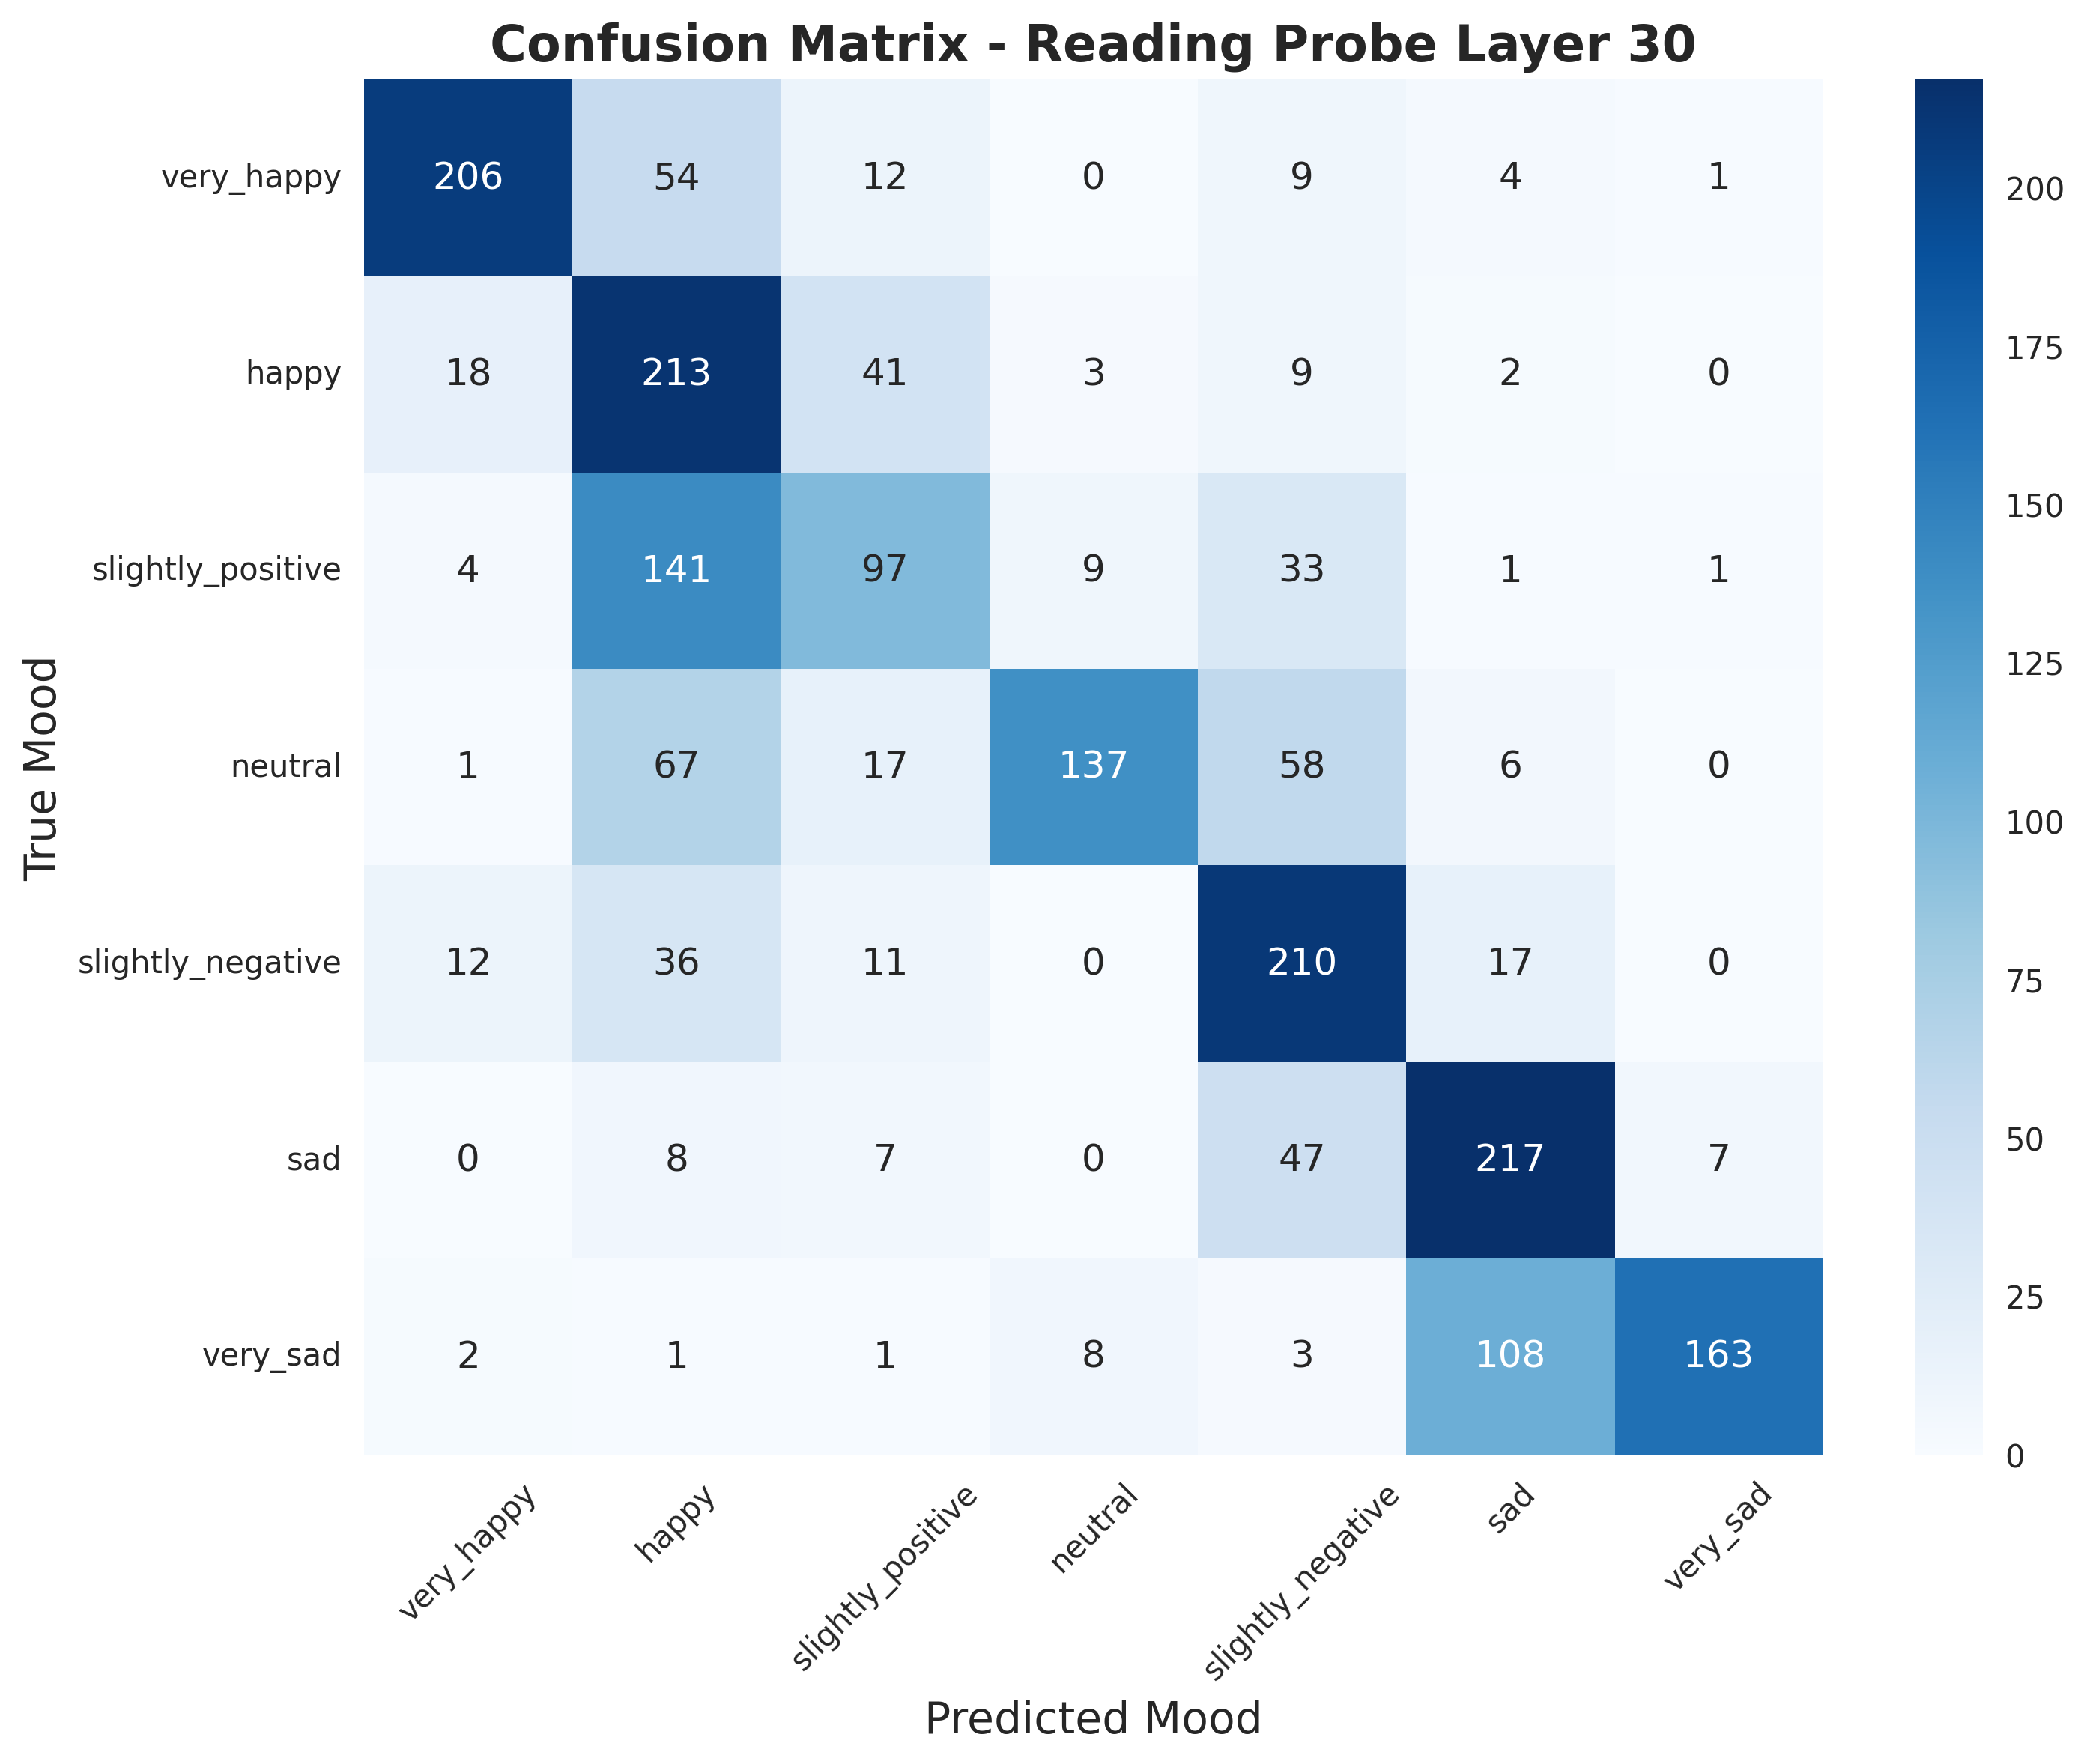 Confusion Matrix - Reading Probe Layer 30
very_happy 206 54 12 0 9 4 1
happy 18 213 41 3 9 2 0
slightly_positive 4 141 97 9 33 1 1
neutral 1 67 17 137 58 6 0
slightly_negative 12 36 11 0 210 17 0
sad 0 8 7 0 47 217 7
very_sad 2 1 1 8 3 108 163
True Mood
very_happy happy slightly_positive neutral slightly_negative sad very_sad
Predicted Mood
200
175
150
125
100
75
50
25
0